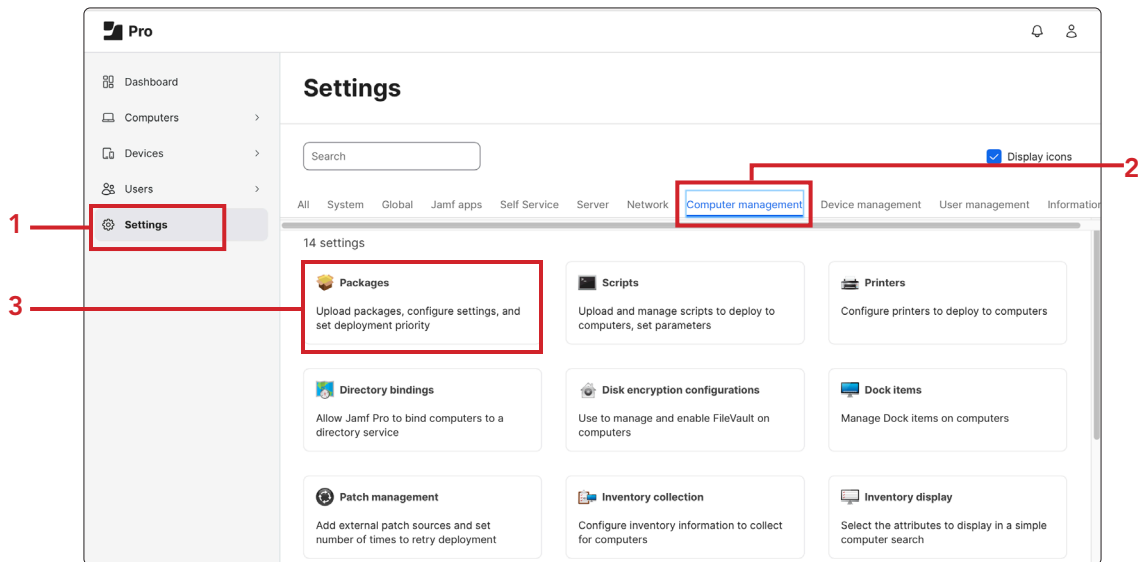 Pro
Dashboard
Computers
Devices
Users
Settings
Settings
Search
Display icons
All System Global Jamf apps Self Service Server Network Computer management Device management User management Information
14 settings
Packages
Upload packages, configure settings, and
set deployment priority
Scripts
Upload and manage scripts to deploy to
computers, set parameters
Printers
Configure printers to deploy to computers
Directory bindings
Allow Jamf Pro to bind computers to a
directory service
Disk encryption configurations
Use to manage and enable FileVault on
computers
Dock items
Manage Dock items on computers
Patch management
Add external patch sources and set
number of times to retry deployment
Inventory collection
Configure inventory information to collect
for computers
Inventory display
Select the attributes to display in a simple
computer search
1
2
3